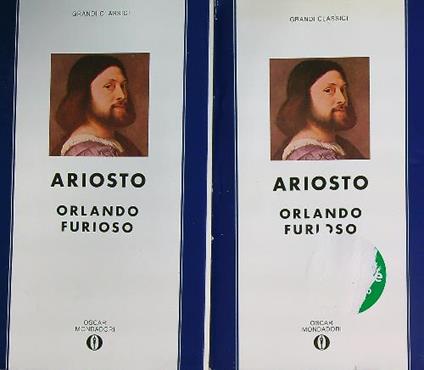 GRANDI CLASSICI
ARIOSTO
ORLANDO
FURIOSO
OSCAR
MONDADORI
GRANDI CLASSICI
ARIOSTO
ORLANDO
FURIOSO
OSCAR
MONDADORI